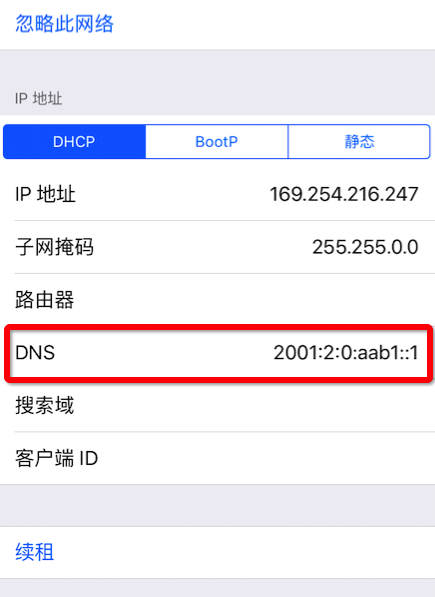 忽略此网络
IP 地址
DHCP BootP 静态
IP 地址 169.254.216.247
子网掩码 255.255.0.0
路由器
DNS 2001:2:0:aab1::1
搜索域
客户端 ID
续租